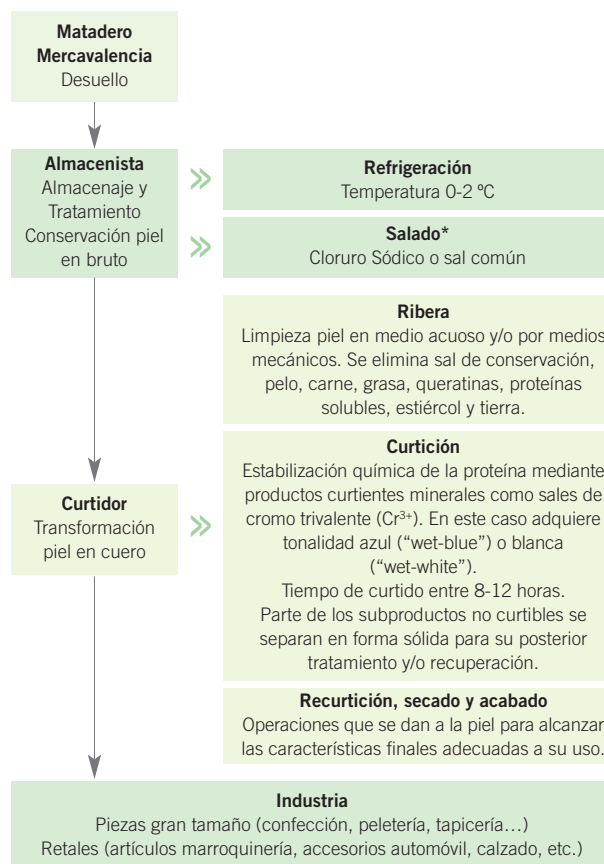 Matadero
Mercavalencia
Desuello
Almacenista
Almacenaje y
Tratamiento
Conservación piel
en bruto
»
Refrigeración
Temperatura 0-2 ºC
»
Salado*
Cloruro Sódico o sal común
Ribera
Limpieza piel en medio acuoso y/o por medios
mecánicos. Se elimina sal de conservación,
pelo, carne, grasa, queratinas, proteínas
solubles, estiércol y tierra.
Curtidor
Transformación
piel en cuero
»
Curtición
Estabilización química de la proteína mediante
productos curtientes minerales como sales de
cromo trivalente (Cr³⁺). En este caso adquiere
tonalidad azul (“wet-blue”) o blanca
(“wet-white”).
Tiempo de curtido entre 8-12 horas.
Parte de los subproductos no curtibles se
separan en forma sólida para su posterior
tratamiento y/o recuperación.
Recurtición, secado y acabado
Operaciones que se dan a la piel para alcanzar
las características finales adecuadas a su uso.
Industria
Piezas gran tamaño (confección, peletería, tapicería…)
Retales (artículos marroquinería, accesorios automóvil, calzado, etc.)